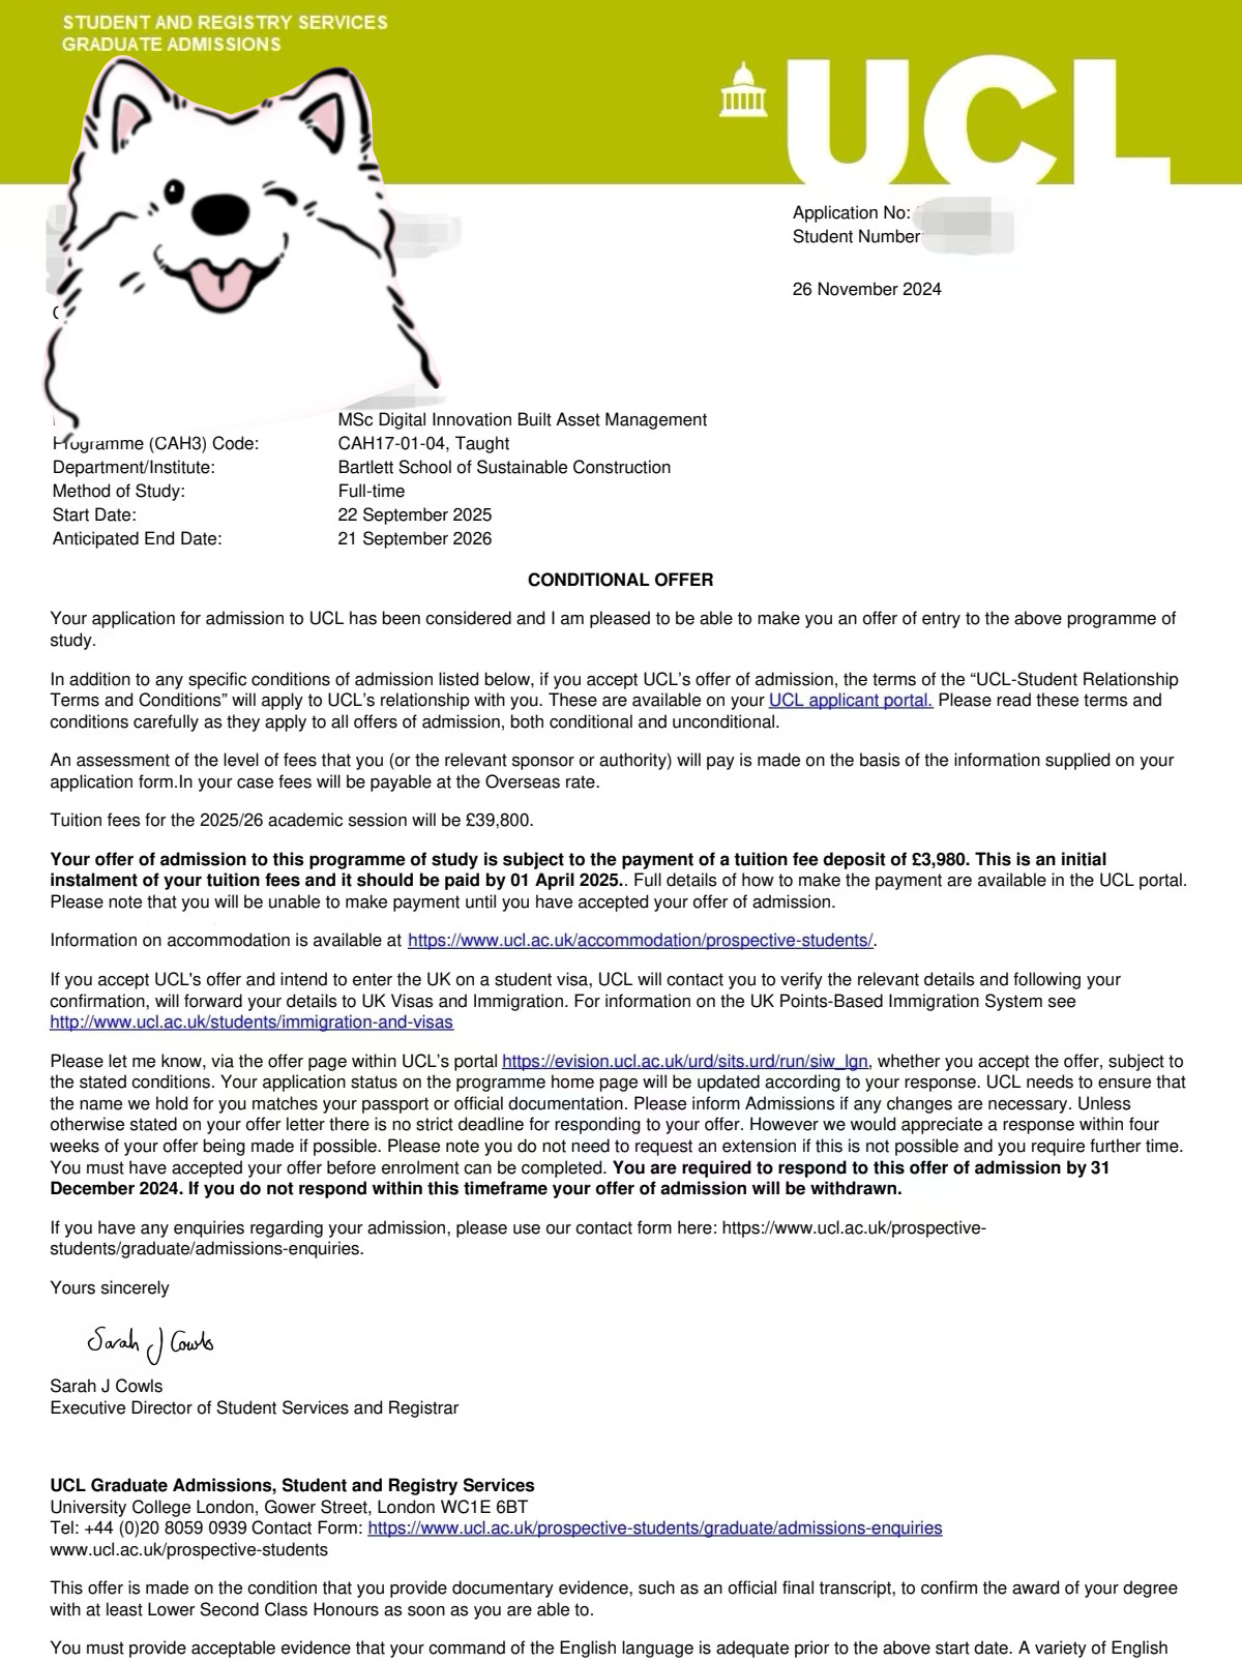 STUDENT AND REGISTRY SERVICES
GRADUATE ADMISSIONS
UCL
Application No:
Student Number
26 November 2024
MSc Digital Innovation Built Asset Management
Programme (CAH3) Code: CAH17-01-04, Taught
Department/Institute: Bartlett School of Sustainable Construction
Method of Study: Full-time
Start Date: 22 September 2025
Anticipated End Date: 21 September 2026
CONDITIONAL OFFER
Your application for admission to UCL has been considered and I am pleased to be able to make you an offer of entry to the above programme of
study.
In addition to any specific conditions of admission listed below, if you accept UCL's offer of admission, the terms of the “UCL-Student Relationship
Terms and Conditions” will apply to UCL's relationship with you. These are available on your UCL applicant portal. Please read these terms and
conditions carefully as they apply to all offers of admission, both conditional and unconditional.
An assessment of the level of fees that you (or the relevant sponsor or authority) will pay is made on the basis of the information supplied on your
application form.In your case fees will be payable at the Overseas rate.
Tuition fees for the 2025/26 academic session will be £39,800.
Your offer of admission to this programme of study is subject to the payment of a tuition fee deposit of £3,980. This is an initial
instalment of your tuition fees and it should be paid by 01 April 2025.. Full details of how to make the payment are available in the UCL portal.
Please note that you will be unable to make payment until you have accepted your offer of admission.
Information on accommodation is available at https://www.ucl.ac.uk/accommodation/prospective-students/.
If you accept UCL's offer and intend to enter the UK on a student visa, UCL will contact you to verify the relevant details and following your
confirmation, will forward your details to UK Visas and Immigration. For information on the UK Points-Based Immigration System see
http://www.ucl.ac.uk/students/immigration-and-visas
Please let me know, via the offer page within UCL's portal https://evision.ucl.ac.uk/urd/sits.urd/run/siw_lgn, whether you accept the offer, subject to
the stated conditions. Your application status on the programme home page will be updated according to your response. UCL needs to ensure that
the name we hold for you matches your passport or official documentation. Please inform Admissions if any changes are necessary. Unless
otherwise stated on your offer letter there is no strict deadline for responding to your offer. However we would appreciate a response within four
weeks of your offer being made if possible. Please note you do not need to request an extension if this is not possible and you require further time.
You must have accepted your offer before enrolment can be completed. You are required to respond to this offer of admission by 31
December 2024. If you do not respond within this timeframe your offer of admission will be withdrawn.
If you have any enquiries regarding your admission, please use our contact form here: https://www.ucl.ac.uk/prospective-
students/graduate/admissions-enquiries.
Yours sincerely
Sarah J Cowls
Sarah J Cowls
Executive Director of Student Services and Registrar
UCL Graduate Admissions, Student and Registry Services
University College London, Gower Street, London WC1E 6BT
Tel: +44 (0)20 8059 0939 Contact Form: https://www.ucl.ac.uk/prospective-students/graduate/admissions-enquiries
www.ucl.ac.uk/prospective-students
This offer is made on the condition that you provide documentary evidence, such as an official final transcript, to confirm the award of your degree
with at least Lower Second Class Honours as soon as you are able to.
You must provide acceptable evidence that your command of the English language is adequate prior to the above start date. A variety of English